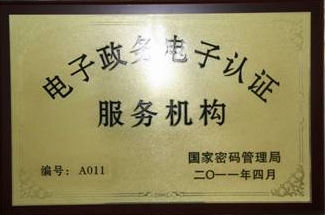 电子政务电子认证
服务机构
编号：A011
国家密码管理局
二〇一一年四月